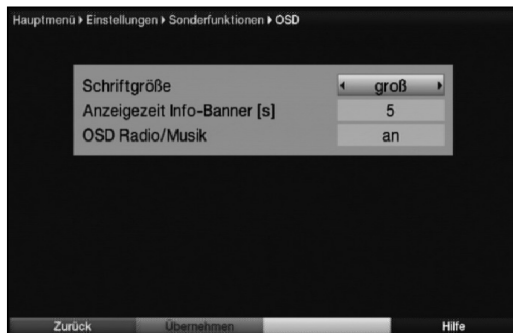 Hauptmenü ▸ Einstellungen ▸ Sonderfunktionen ▸ OSD
Schriftgröße ◂ groß ▸
Anzeigezeit Info-Banner [s] 5
OSD Radio/Musik an
Zurück Übernehmen Hilfe